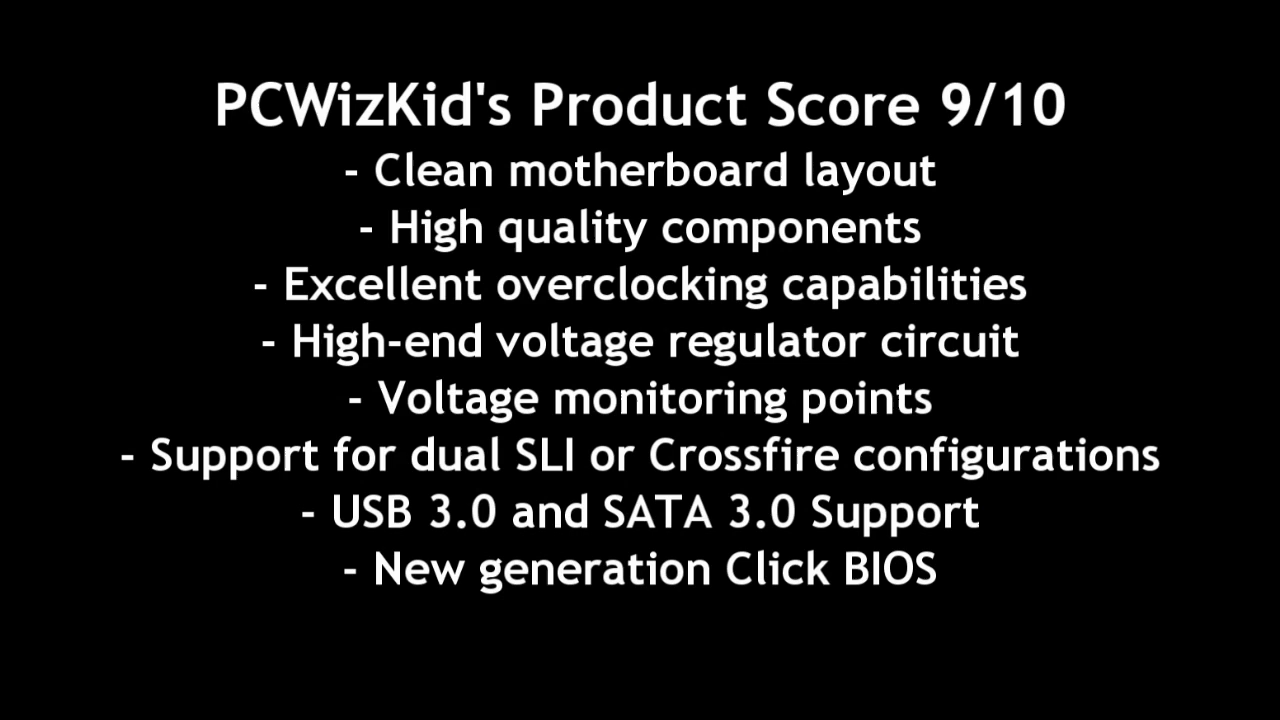 PCWizKid's Product Score 9/10
- Clean motherboard layout
- High quality components
- Excellent overclocking capabilities
- High-end voltage regulator circuit
- Voltage monitoring points
- Support for dual SLI or Crossfire configurations
- USB 3.0 and SATA 3.0 Support
- New generation Click BIOS